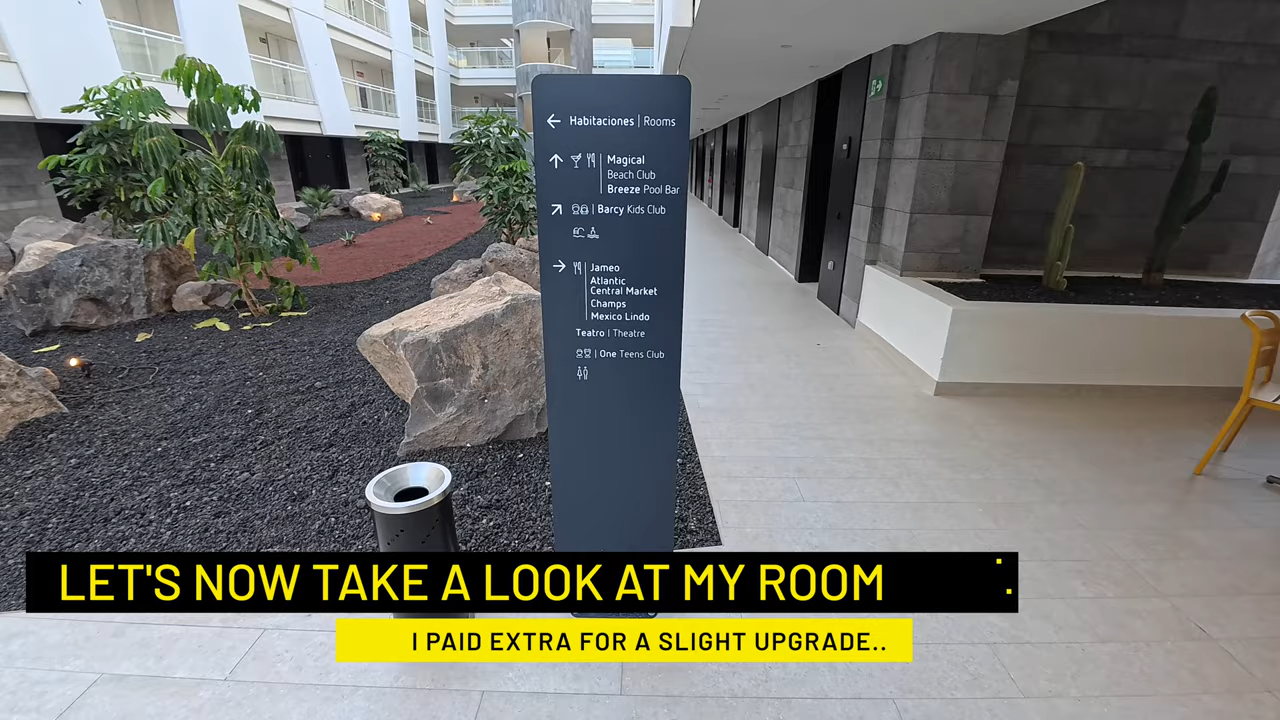 Habitaciones | Rooms
Magical
Beach Club
Breeze Pool Bar
| Barcy Kids Club
Jameo
Atlantic
Central Market
Champs
Mexico Lindo
Teatro | Theatre
| One Teens Club
LET'S NOW TAKE A LOOK AT MY ROOM
I PAID EXTRA FOR A SLIGHT UPGRADE..